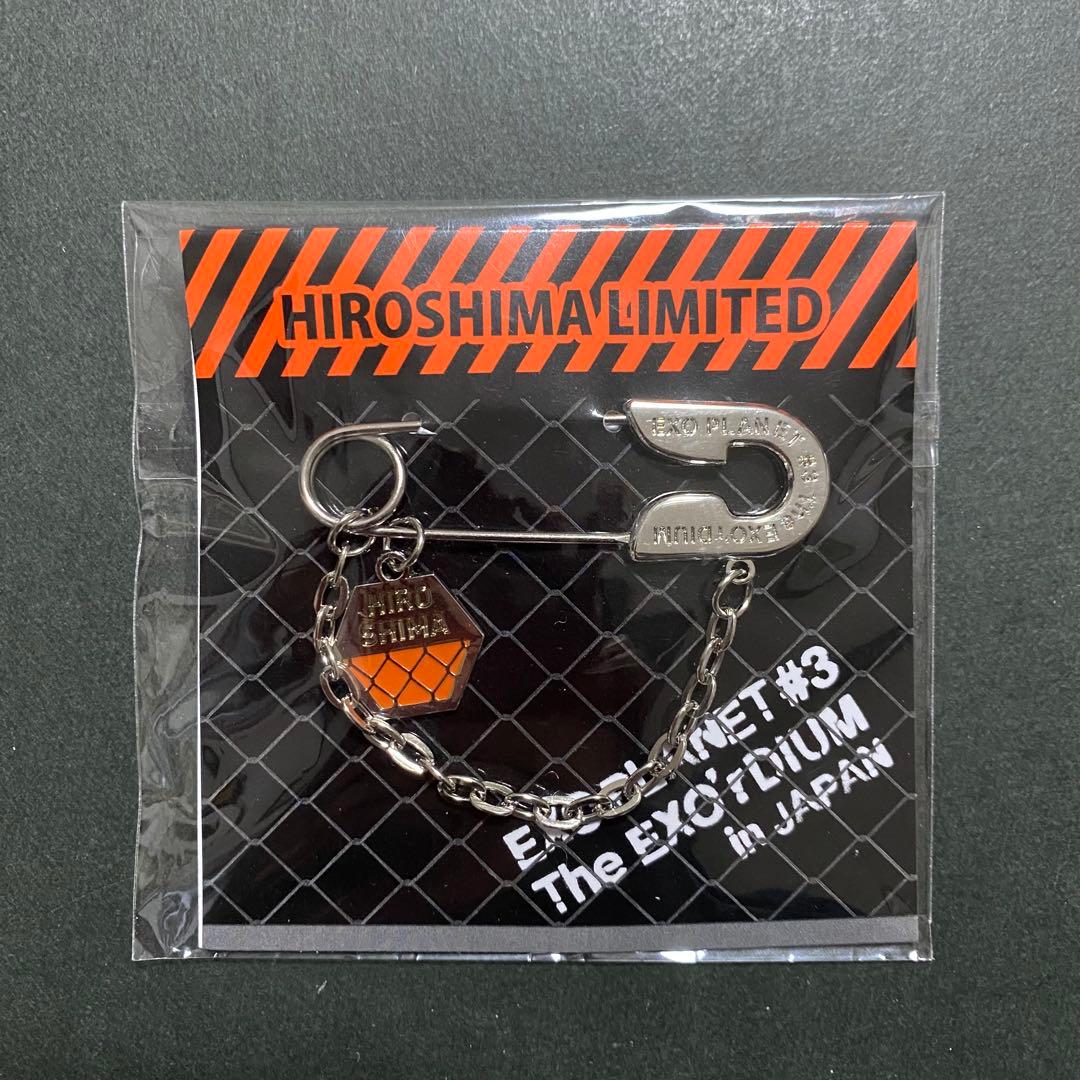 HIROSHIMA LIMITED
EXO PLANET
#3 The
EXO'rDIUM
HIRO
SHIMA
EXO PLANET #3
The EXO'rDIUM
in JAPAN